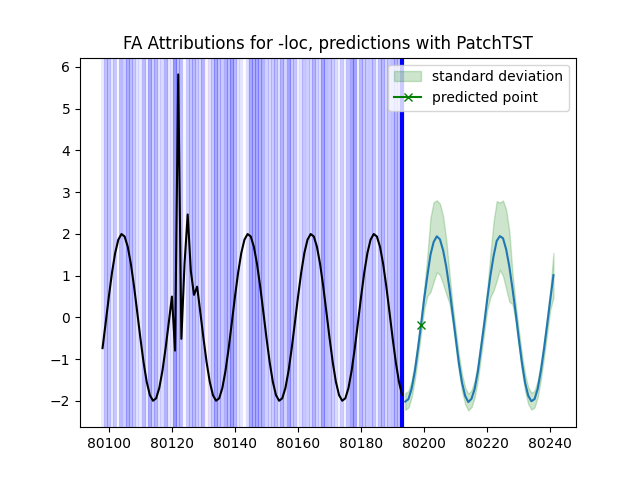 FA Attributions for -loc, predictions with PatchTST
standard deviation
predicted point
6
5
4
3
2
1
0
−1
−2
80100 80120 80140 80160 80180 80200 80220 80240